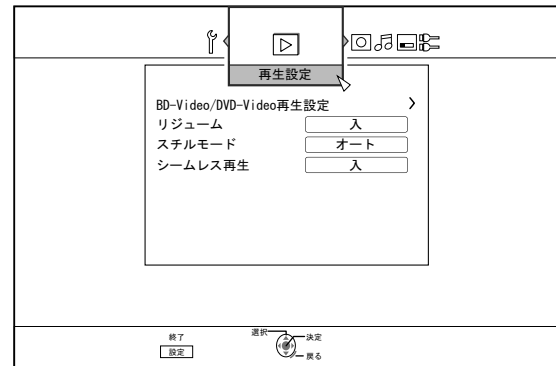 再生設定
BD-Video/DVD-Video再生設定
リジューム 入
スチルモード オート
シームレス再生 入
終了 選択 決定
設定 戻る